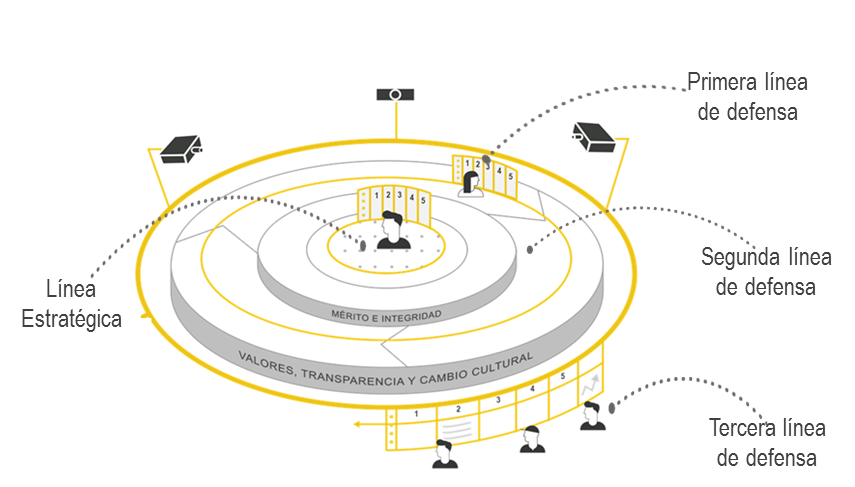 Primera línea
de defensa
1 2 3 4 5
1 2 3 4 5
Segunda línea
de defensa
Línea
Estratégica
MÉRITO E INTEGRIDAD
VALORES, TRANSPARENCIA Y CAMBIO CULTURAL
1 2 3 4 5
Tercera línea
de defensa